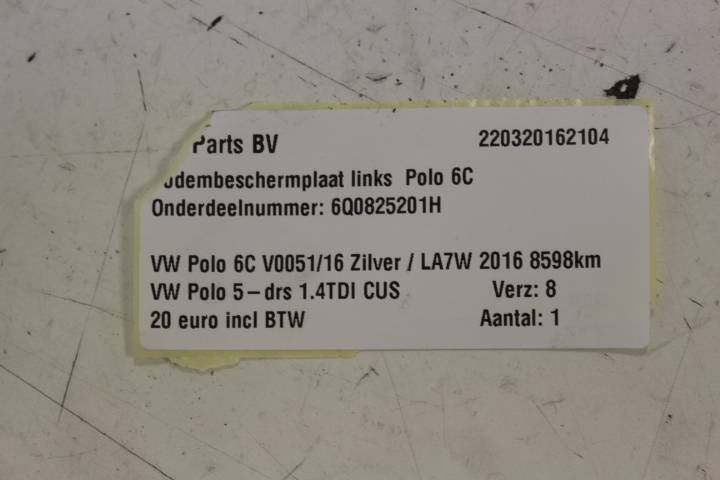 Parts BV 220320162104
Bodembeschermplaat links Polo 6C
Onderdeelnummer: 6Q0825201H
VW Polo 6C V0051/16 Zilver / LA7W 2016 8598km
VW Polo 5-drs 1.4TDI CUS Verz: 8
20 euro incl BTW Aantal: 1